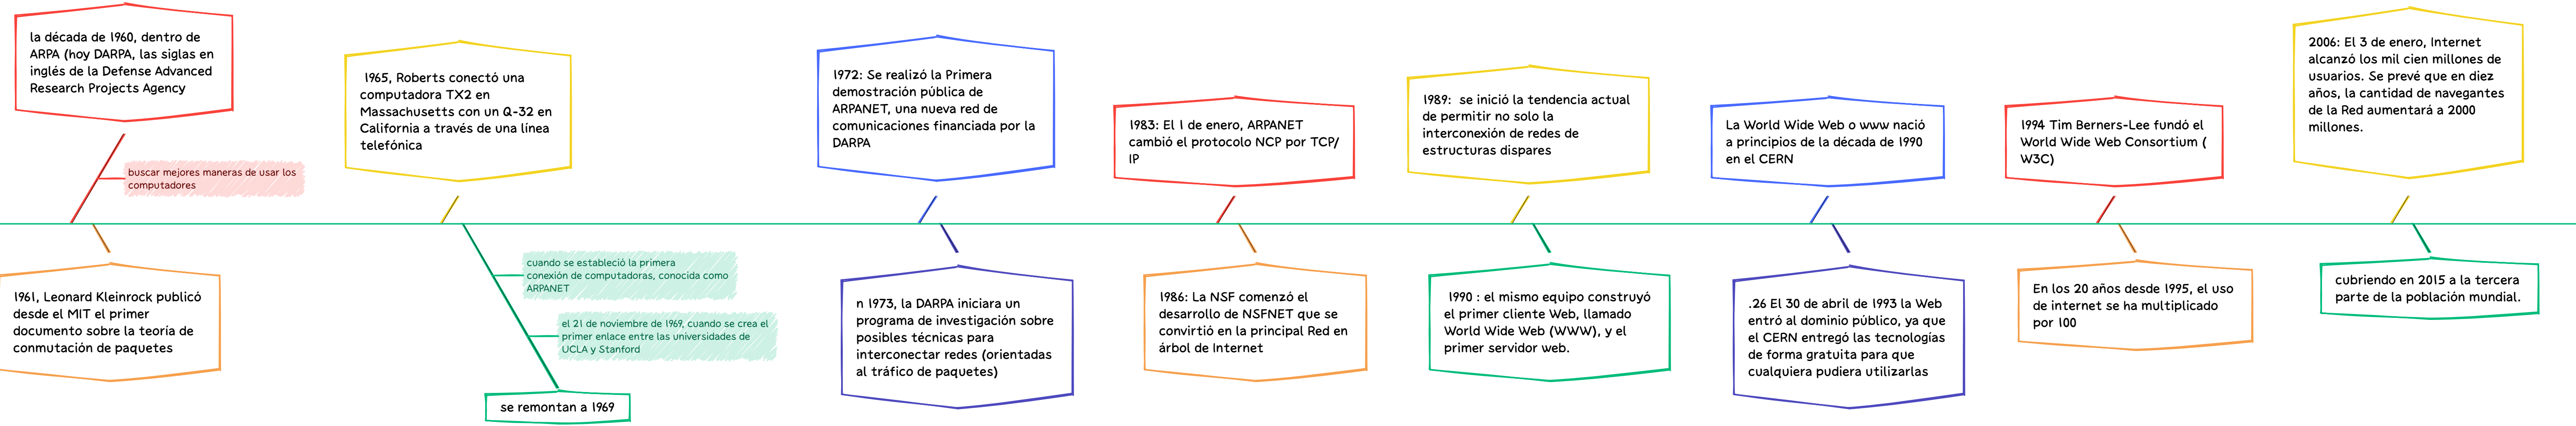 la década de 1960, dentro de
ARPA (hoy DARPA, las siglas en
inglés de la Defense Advanced
Research Projects Agency
buscar mejores maneras de usar los
computadores
1961, Leonard Kleinrock publicó
desde el MIT el primer
documento sobre la teoría de
conmutación de paquetes
1965, Roberts conectó una
computadora TX2 en
Massachusetts con un Q-32 en
California a través de una línea
telefónica
cuando se estableció la primera
conexión de computadoras, conocida como
ARPANET
el 21 de noviembre de 1969, cuando se crea el
primer enlace entre las universidades de
UCLA y Stanford
se remontan a 1969
1972: Se realizó la Primera
demostración pública de
ARPANET, una nueva red de
comunicaciones financiada por la
DARPA
n 1973, la DARPA iniciara un
programa de investigación sobre
posibles técnicas para
interconectar redes (orientadas
al tráfico de paquetes)
1983: El 1 de enero, ARPANET
cambió el protocolo NCP por TCP/
IP
1986: La NSF comenzó el
desarrollo de NSFNET que se
convirtió en la principal Red en
árbol de Internet
1989:  se inició la tendencia actual
de permitir no solo la
interconexión de redes de
estructuras dispares
1990 : el mismo equipo construyó
el primer cliente Web, llamado
World Wide Web (WWW), y el
primer servidor web.
La World Wide Web o www nació
a principios de la década de 1990
en el CERN
.26 El 30 de abril de 1993 la Web
entró al dominio público, ya que
el CERN entregó las tecnologías
de forma gratuita para que
cualquiera pudiera utilizarlas
1994 Tim Berners-Lee fundó el
World Wide Web Consortium (
W3C)
En los 20 años desde 1995, el uso
de internet se ha multiplicado
por 100
2006: El 3 de enero, Internet
alcanzó los mil cien millones de
usuarios. Se prevé que en diez
años, la cantidad de navegantes
de la Red aumentará a 2000
millones.
cubriendo en 2015 a la tercera
parte de la población mundial.